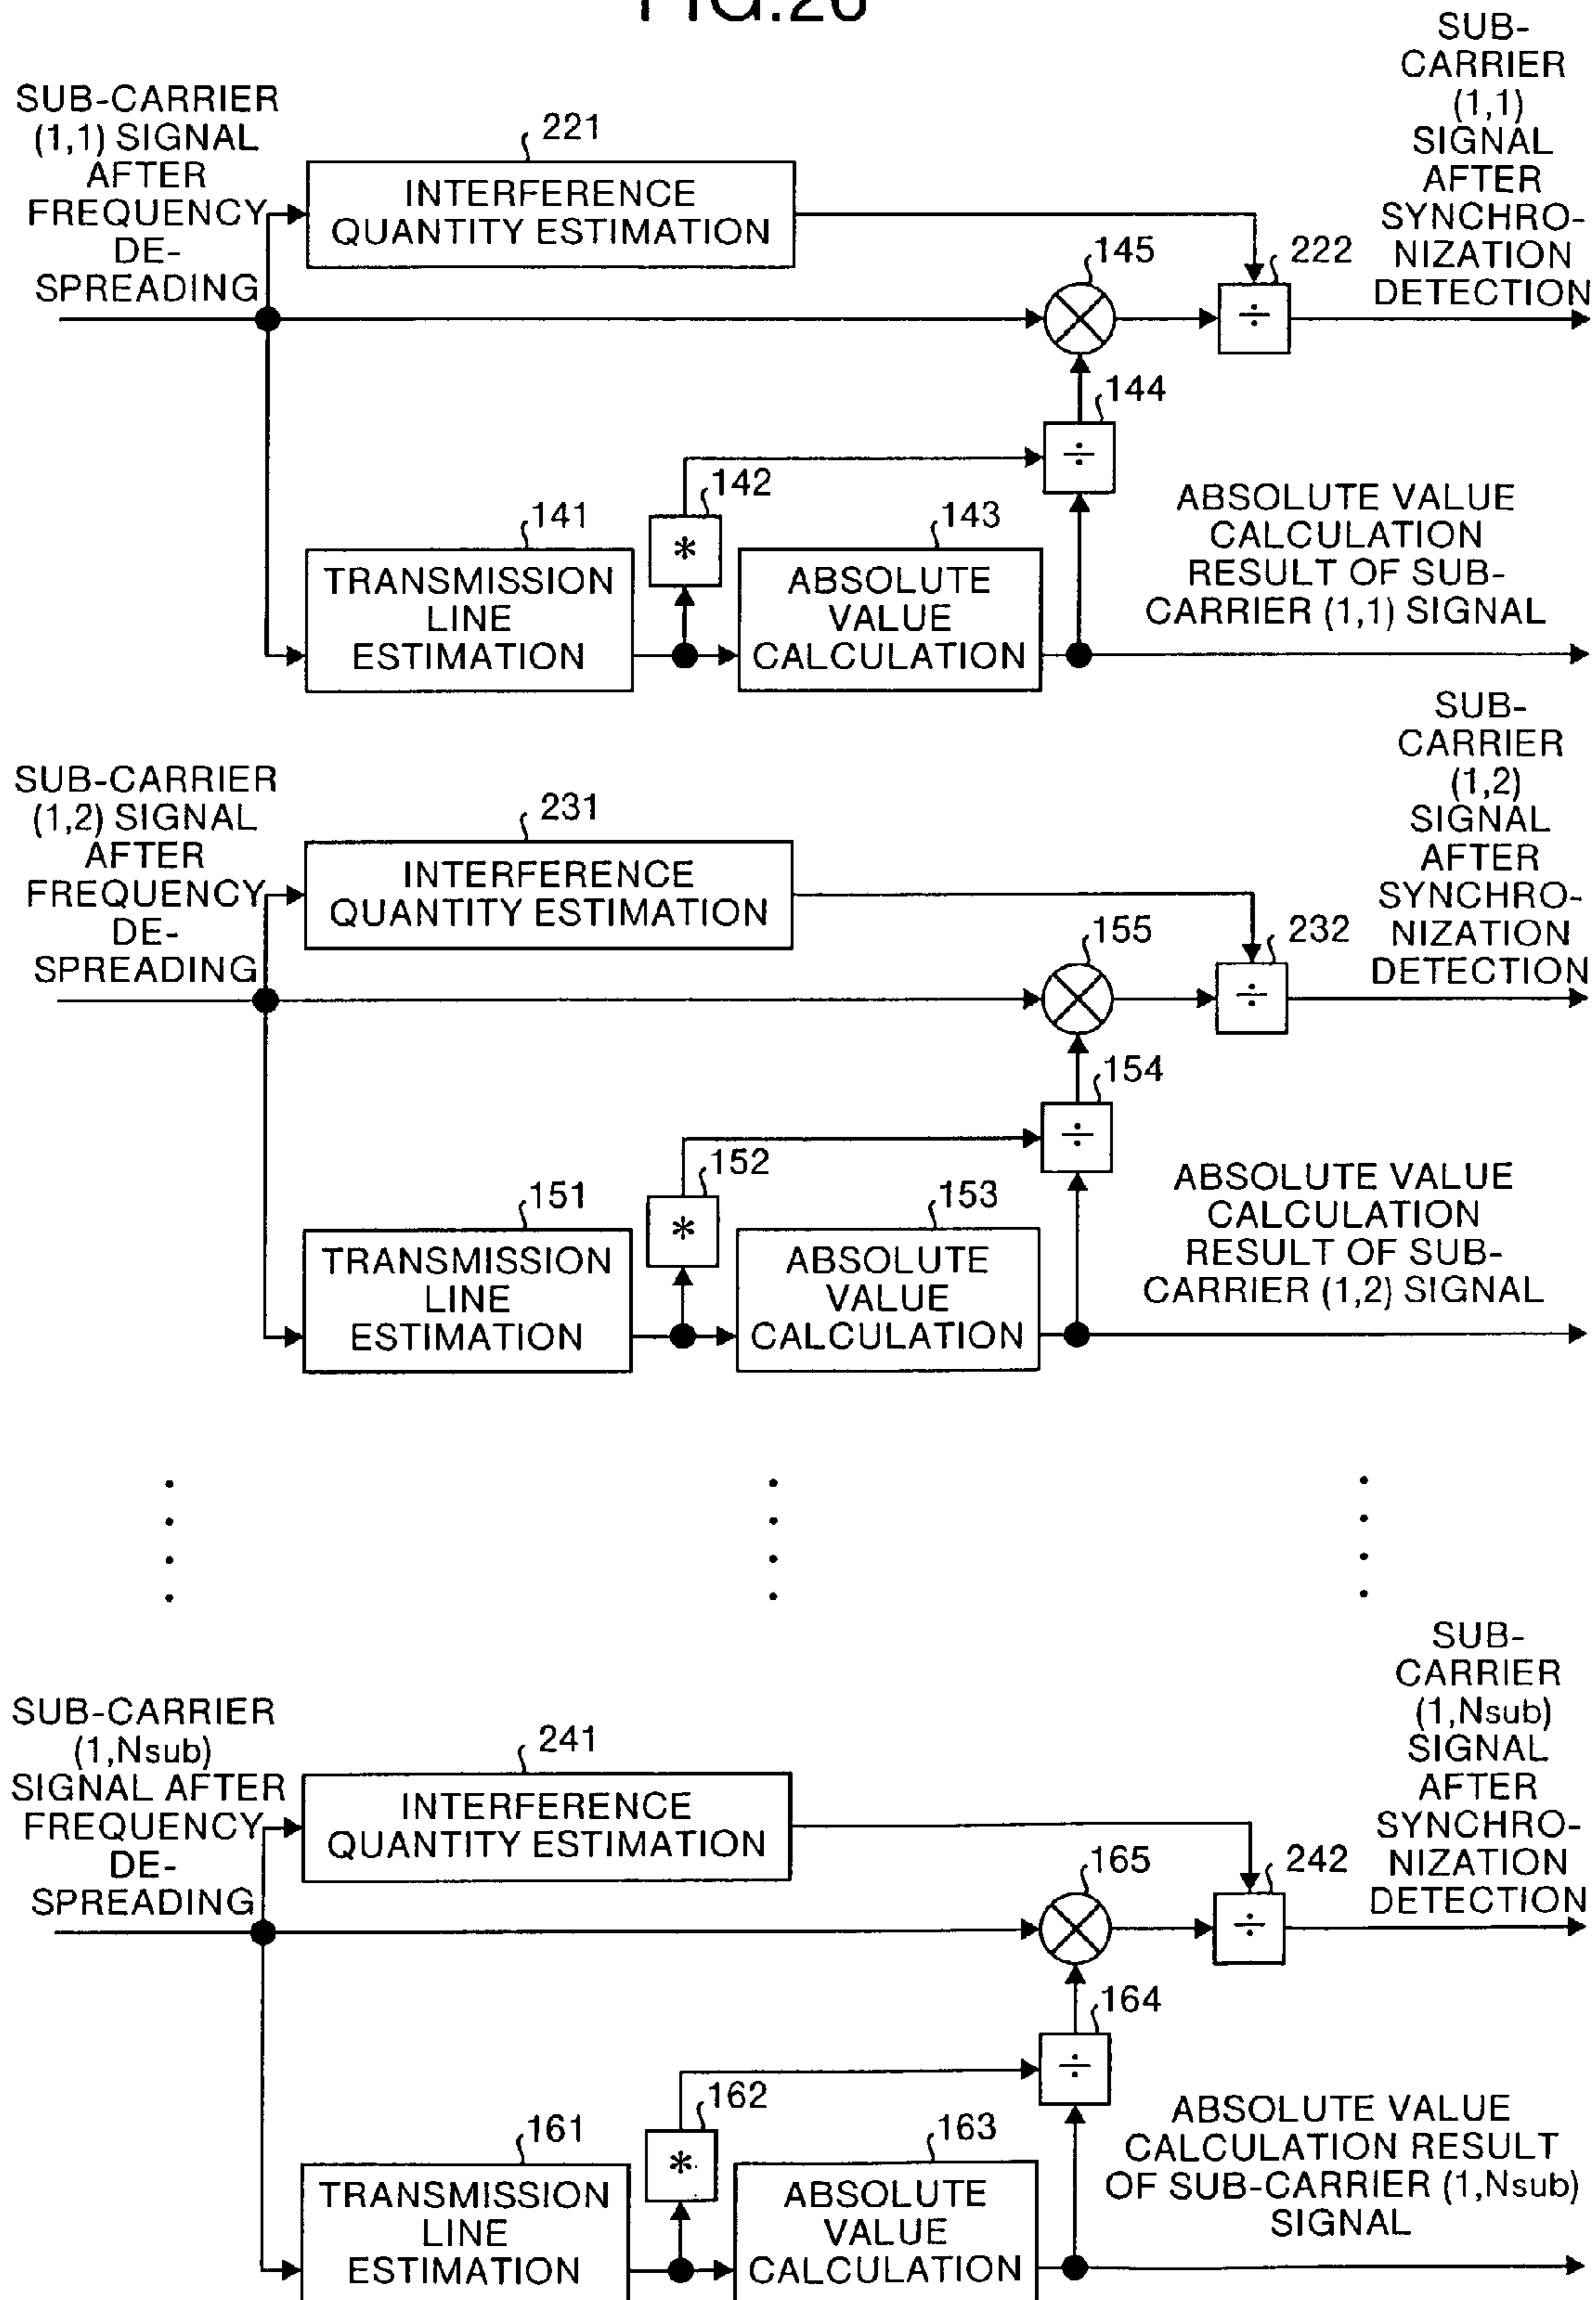 FIG.26
SUB-CARRIER
(1,1) SIGNAL
AFTER
FREQUENCY
DE-
SPREADING
221
INTERFERENCE
QUANTITY ESTIMATION
145
222
÷
SUB-
CARRIER
(1,1)
SIGNAL
AFTER
SYNCHRO-
NIZATION
DETECTION
144
÷
142
*
141
TRANSMISSION
LINE
ESTIMATION
143
ABSOLUTE
VALUE
CALCULATION
ABSOLUTE VALUE
CALCULATION
RESULT OF SUB-
CARRIER (1,1) SIGNAL
SUB-CARRIER
(1,2) SIGNAL
AFTER
FREQUENCY
DE-
SPREADING
231
INTERFERENCE
QUANTITY ESTIMATION
155
232
÷
SUB-
CARRIER
(1,2)
SIGNAL
AFTER
SYNCHRO-
NIZATION
DETECTION
154
÷
152
*
151
TRANSMISSION
LINE
ESTIMATION
153
ABSOLUTE
VALUE
CALCULATION
ABSOLUTE VALUE
CALCULATION
RESULT OF SUB-
CARRIER (1,2) SIGNAL
SUB-CARRIER
(1,Nsub)
SIGNAL AFTER
FREQUENCY
DE-
SPREADING
241
INTERFERENCE
QUANTITY ESTIMATION
165
242
÷
SUB-
CARRIER
(1,Nsub)
SIGNAL
AFTER
SYNCHRO-
NIZATION
DETECTION
164
÷
162
*
161
TRANSMISSION
LINE
ESTIMATION
163
ABSOLUTE
VALUE
CALCULATION
ABSOLUTE VALUE
CALCULATION RESULT
OF SUB-CARRIER (1,Nsub)
SIGNAL